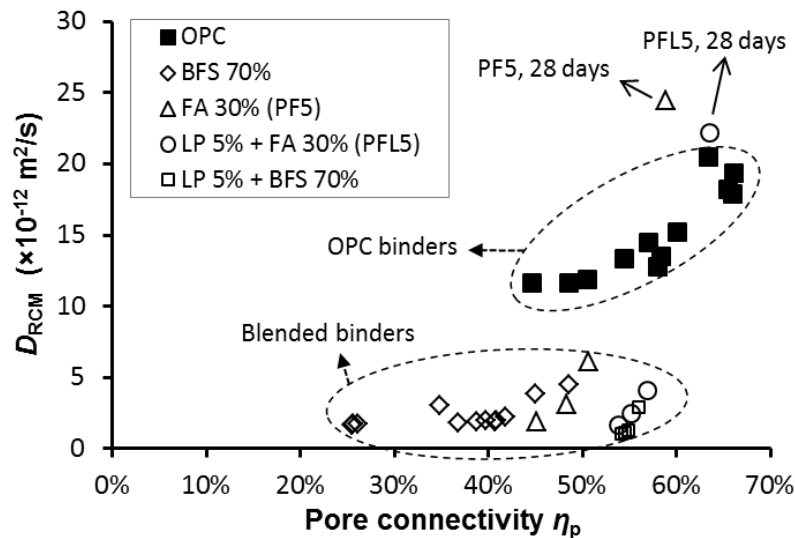 30
25
20
15
10
5
0
D_RCM (×10⁻¹² m²/s)
OPC
BFS 70%
FA 30% (PF5)
LP 5% + FA 30% (PFL5)
LP 5% + BFS 70%
PFL5, 28 days
PF5, 28 days
OPC binders
Blended binders
0% 10% 20% 30% 40% 50% 60% 70%
Pore connectivity η_p